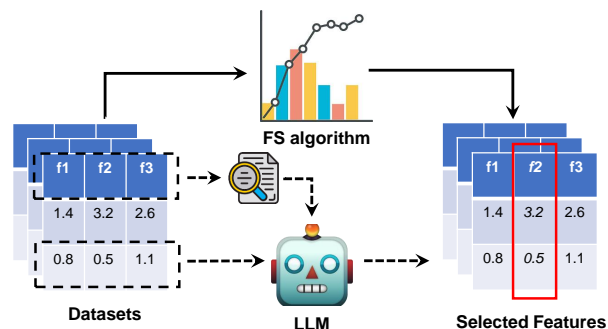 FS algorithm
f1 f2 f3
1.4 3.2 2.6
0.8 0.5 1.1
Datasets
LLM
f1 f2 f3
1.4 3.2 2.6
0.8 0.5 1.1
Selected Features